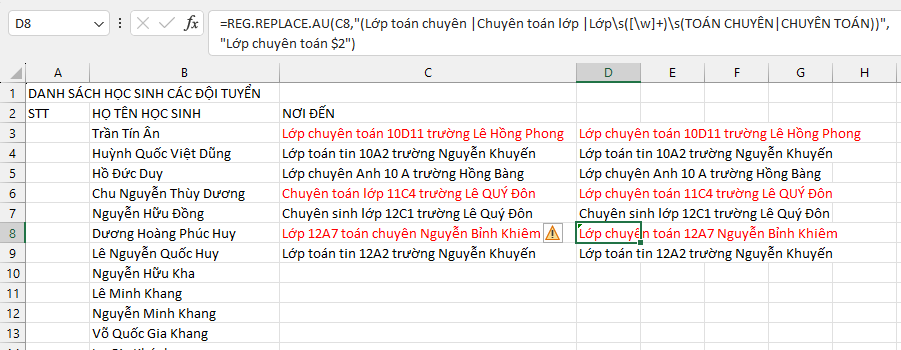 D8 fx =REG.REPLACE.AU(C8,"(Lớp toán chuyên |Chuyên toán lớp |Lớp\s([\w]+)\s(TOÁN CHUYÊN|CHUYÊN TOÁN))",
"Lớp chuyên toán $2")
A B C D E F G H
1 DANH SÁCH HỌC SINH CÁC ĐỘI TUYỂN
2 STT HỌ TÊN HỌC SINH NƠI ĐẾN
3 Trần Tín Ân Lớp chuyên toán 10D11 trường Lê Hồng Phong Lớp chuyên toán 10D11 trường Lê Hồng Phong
4 Huỳnh Quốc Việt Dũng Lớp toán tin 10A2 trường Nguyễn Khuyến Lớp toán tin 10A2 trường Nguyễn Khuyến
5 Hồ Đức Duy Lớp chuyên Anh 10 A trường Hồng Bàng Lớp chuyên Anh 10 A trường Hồng Bàng
6 Chu Nguyễn Thùy Dương Chuyên toán lớp 11C4 trường Lê QUÝ Đôn Lớp chuyên toán 11C4 trường Lê QUÝ Đôn
7 Nguyễn Hữu Đồng Chuyên sinh lớp 12C1 trường Lê Quý Đôn Chuyên sinh lớp 12C1 trường Lê Quý Đôn
8 Dương Hoàng Phúc Huy Lớp 12A7 toán chuyên Nguyễn Bỉnh Khiêm Lớp chuyên toán 12A7 Nguyễn Bỉnh Khiêm
9 Lê Nguyễn Quốc Huy Lớp toán tin 12A2 trường Nguyễn Khuyến Lớp toán tin 12A2 trường Nguyễn Khuyến
10 Nguyễn Hữu Kha
11 Lê Minh Khang
12 Nguyễn Minh Khang
13 Võ Quốc Gia Khang